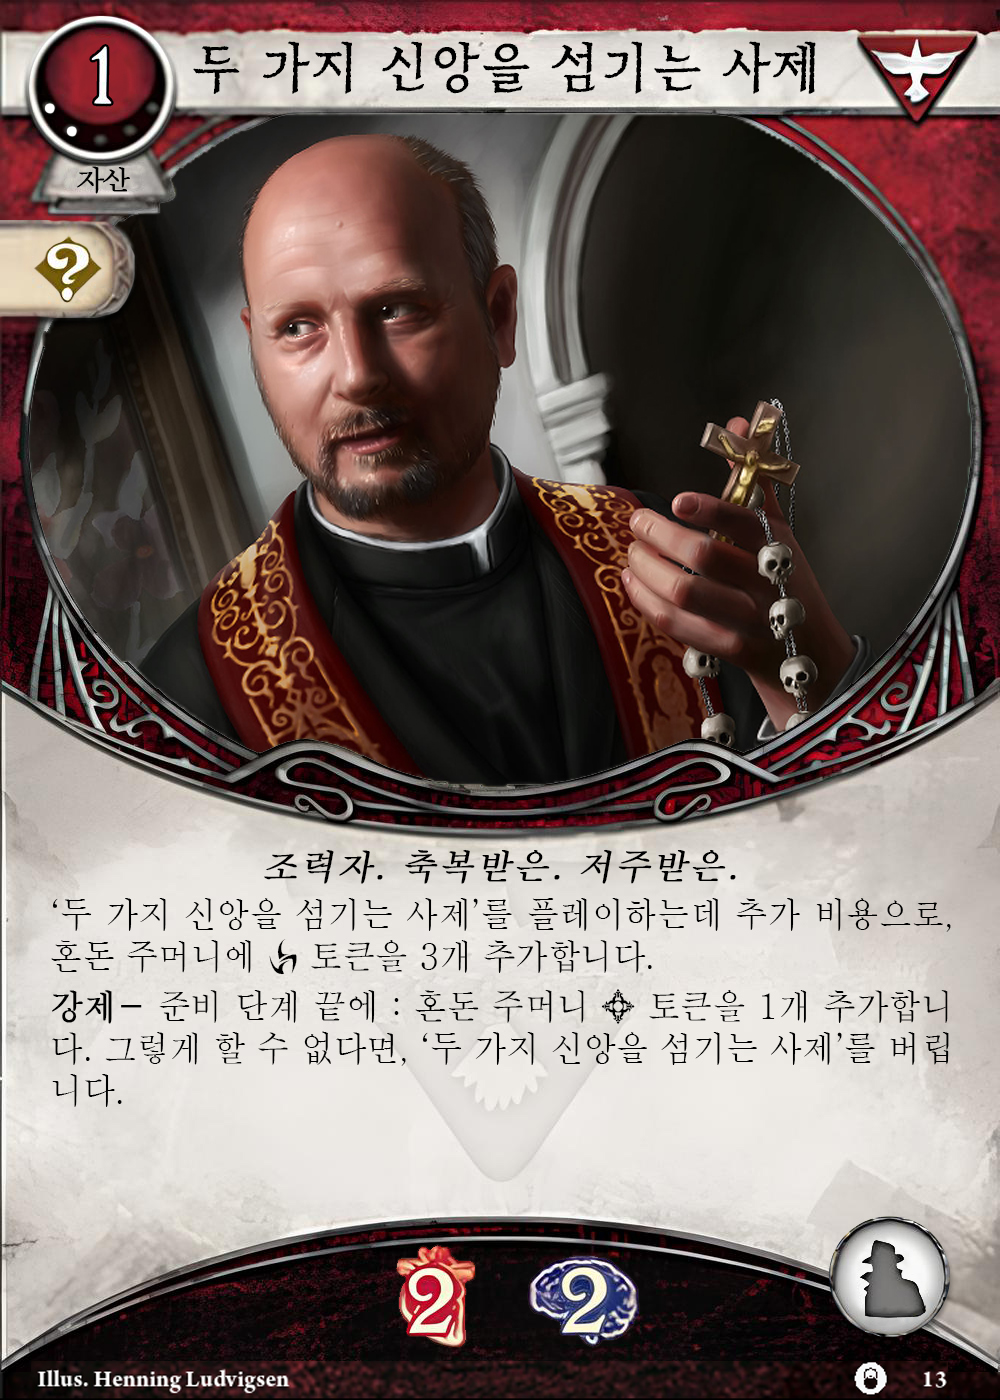 1
두 가지 신앙을 섬기는 사제
자산
?
조력자. 축복받은. 저주받은.
‘두 가지 신앙을 섬기는 사제’를 플레이하는데 추가 비용으로,
혼돈 주머니에 토큰을 3개 추가합니다.
강제– 준비 단계 끝에 : 혼돈 주머니 토큰을 1개 추가합니
다. 그렇게 할 수 없다면, ‘두 가지 신앙을 섬기는 사제’를 버립
니다.
2 2
Illus. Henning Ludvigsen
13